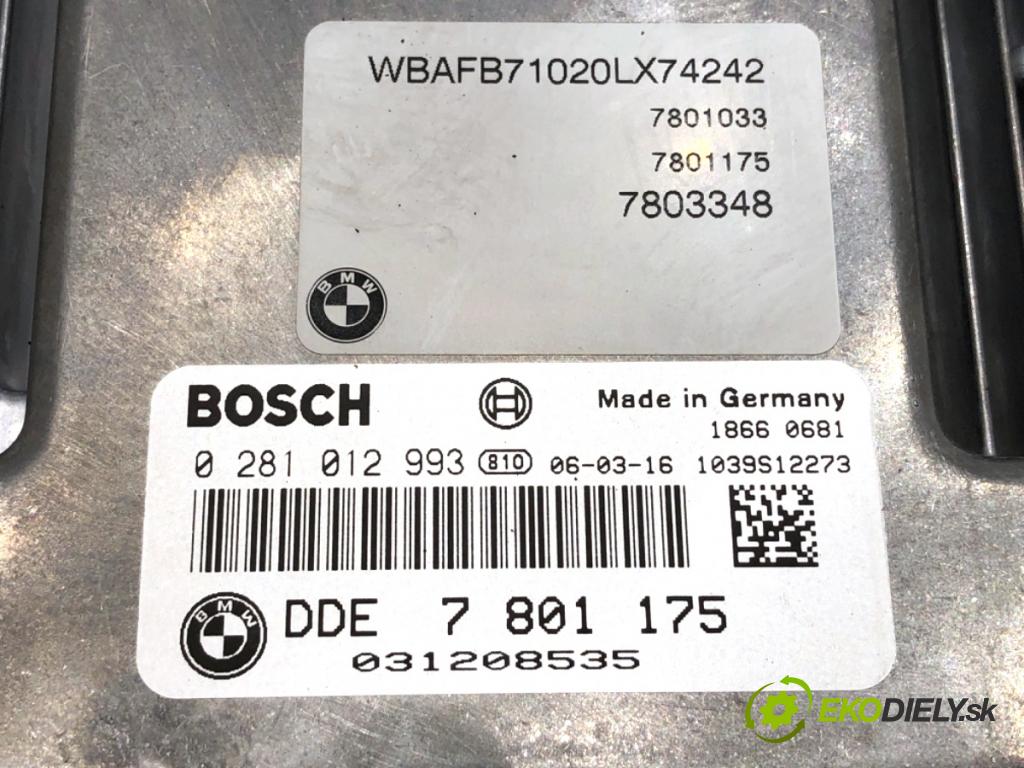 WBAFB71020LX74242
7801033
7801175
7803348
BMW
BOSCH
Made in Germany
1866 0681
0 281 012 993 810 06-03-16 1039S12273
BMW
DDE 7 801 175
031208535
EKODIELY.sk